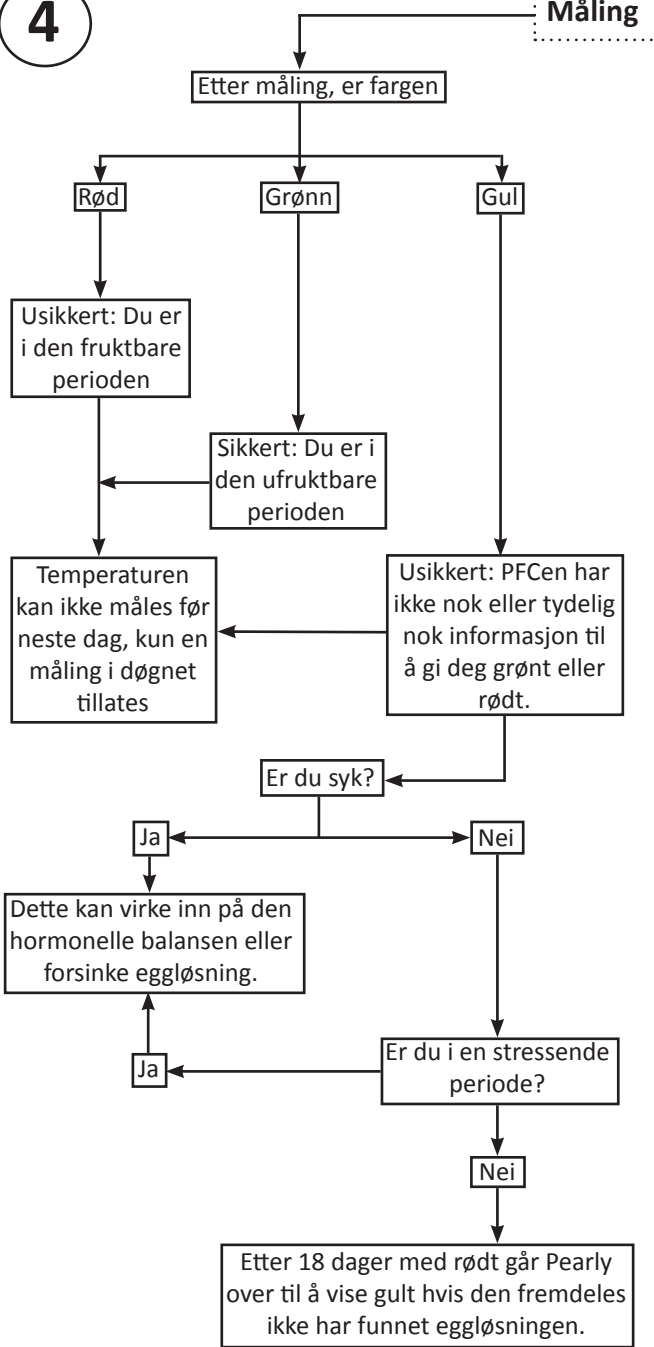 4
Måling
Etter måling, er fargen
Rød
Grønn
Gul
Usikkert: Du er
i den fruktbare
perioden
Sikkert: Du er i
den ufruktbare
perioden
Temperaturen
kan ikke måles før
neste dag, kun en
måling i døgnet
tillates
Usikkert: PFCen har
ikke nok eller tydelig
nok informasjon til
å gi deg grønt eller
rødt.
Er du syk?
Ja
Nei
Dette kan virke inn på den
hormonelle balansen eller
forsinke eggløsning.
Er du i en stressende
periode?
Ja
Nei
Etter 18 dager med rødt går Pearly
over til å vise gult hvis den fremdeles
ikke har funnet eggløsningen.